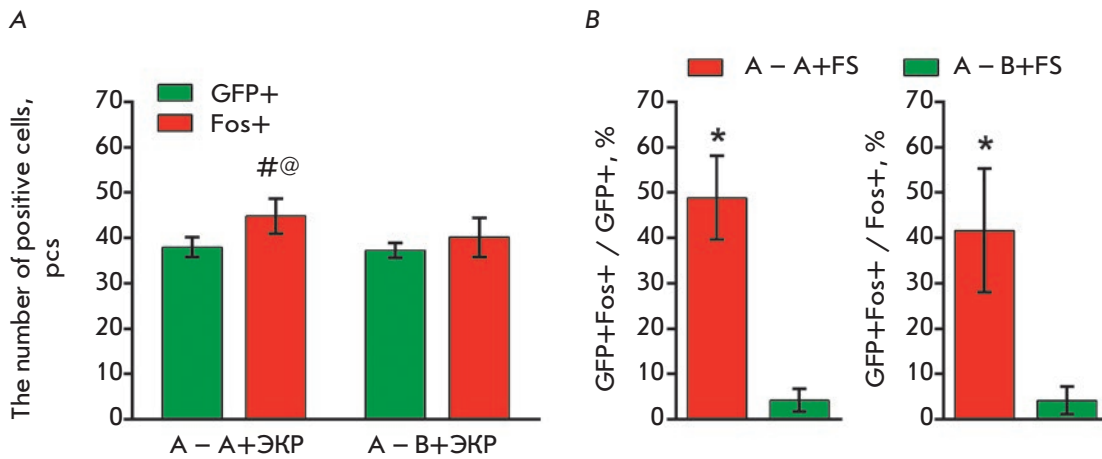 A
The number of positive cells,
pcs
GFP+
Fos+
70
60
50
40
30
20
10
0
#@
A – A+ЭКР
A – B+ЭКР
B
A – A+FS
A – B+FS
GFP+Fos+ / GFP+, %
70
60
50
40
30
20
10
0
*
GFP+Fos+ / Fos+, %
70
60
50
40
30
20
10
0
*